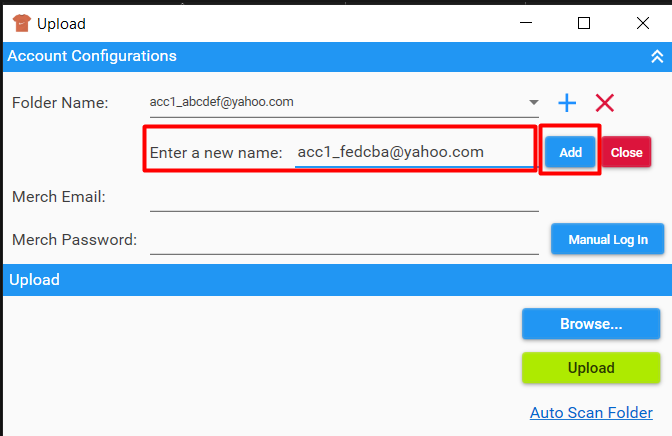 Upload
Account Configurations
Folder Name: acc1_abcdef@yahoo.com
Enter a new name: acc1_fedcba@yahoo.com Add Close
Merch Email:
Merch Password: Manual Log In
Upload
Browse...
Upload
Auto Scan Folder